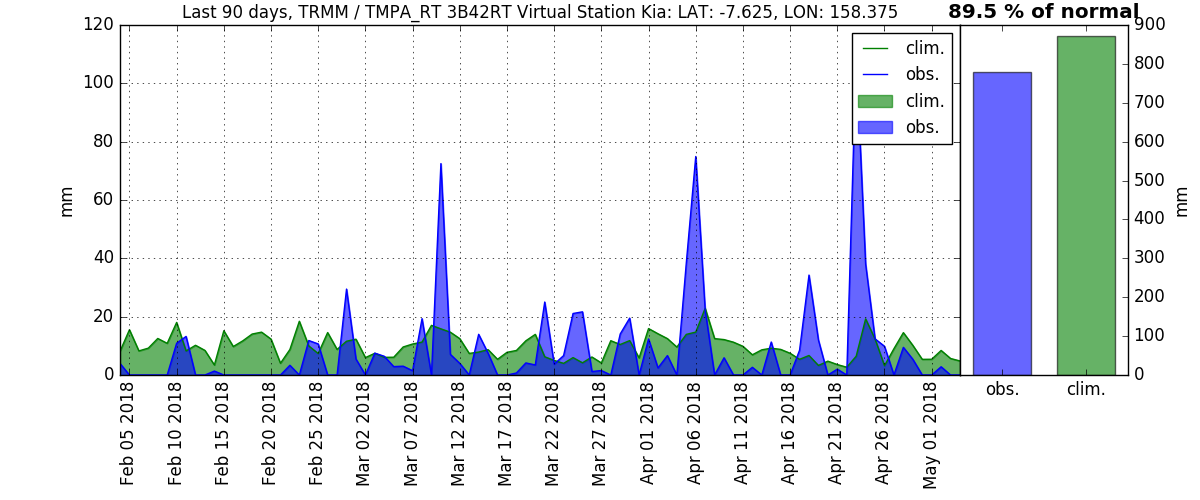 Last 90 days, TRMM / TMPA_RT 3B42RT Virtual Station Kia: LAT: -7.625, LON: 158.375
89.5 % of normal
mm
120
100
80
60
40
20
0
clim.
obs.
clim.
obs.
900
800
700
600
500
400
300
200
100
0
mm
Feb 05 2018
Feb 10 2018
Feb 15 2018
Feb 20 2018
Feb 25 2018
Mar 02 2018
Mar 07 2018
Mar 12 2018
Mar 17 2018
Mar 22 2018
Mar 27 2018
Apr 01 2018
Apr 06 2018
Apr 11 2018
Apr 16 2018
Apr 21 2018
Apr 26 2018
May 01 2018
obs.
clim.